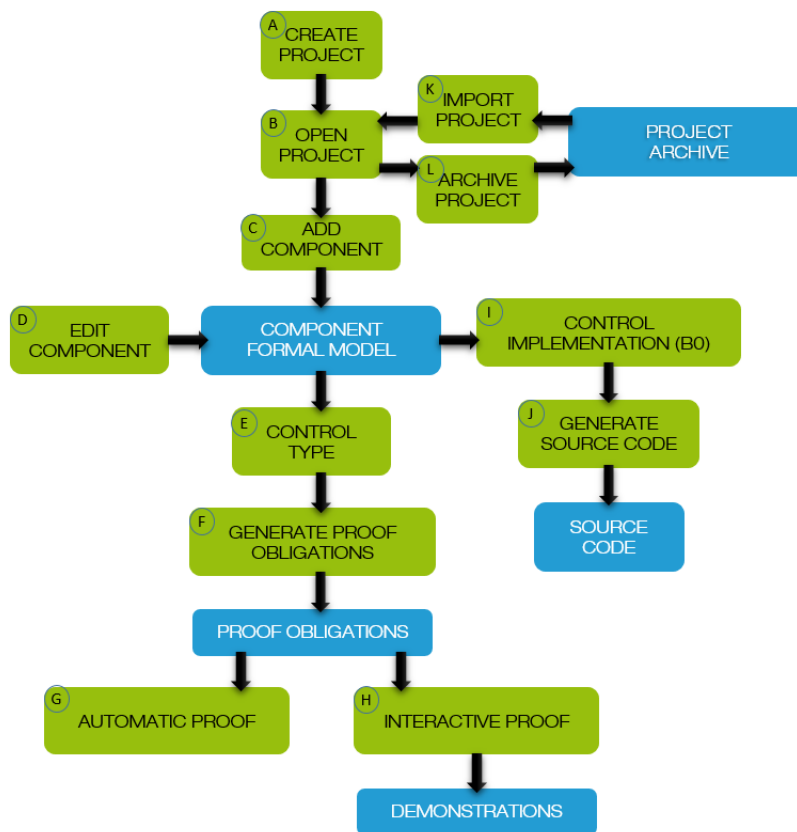 A
CREATE
PROJECT
K
IMPORT
PROJECT
B
OPEN
PROJECT
PROJECT
ARCHIVE
L
ARCHIVE
PROJECT
C
ADD
COMPONENT
D
EDIT
COMPONENT
COMPONENT
FORMAL MODEL
I
CONTROL
IMPLEMENTATION (B0)
E
CONTROL
TYPE
J
GENERATE
SOURCE CODE
F
GENERATE PROOF
OBLIGATIONS
SOURCE
CODE
PROOF OBLIGATIONS
G
AUTOMATIC PROOF
H
INTERACTIVE PROOF
DEMONSTRATIONS